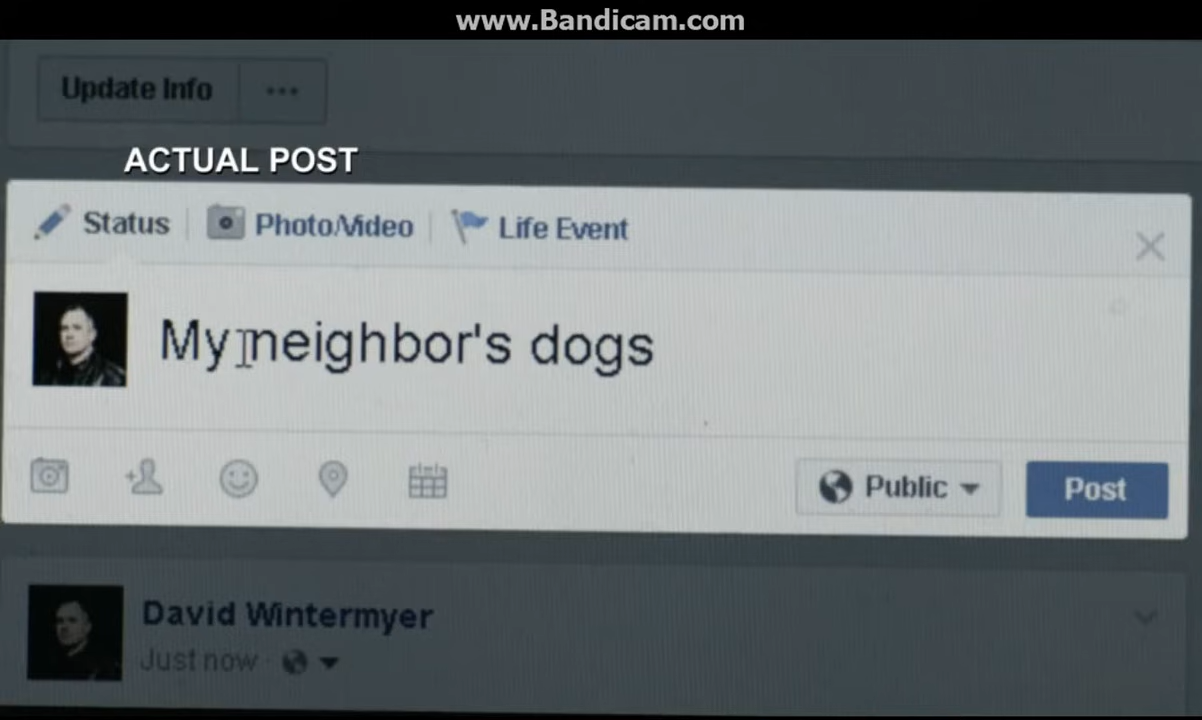 www.Bandicam.com
Update Info ...
ACTUAL POST
Status Photo/Video Life Event
My neighbor's dogs
Public Post
David Wintermyer
Just now